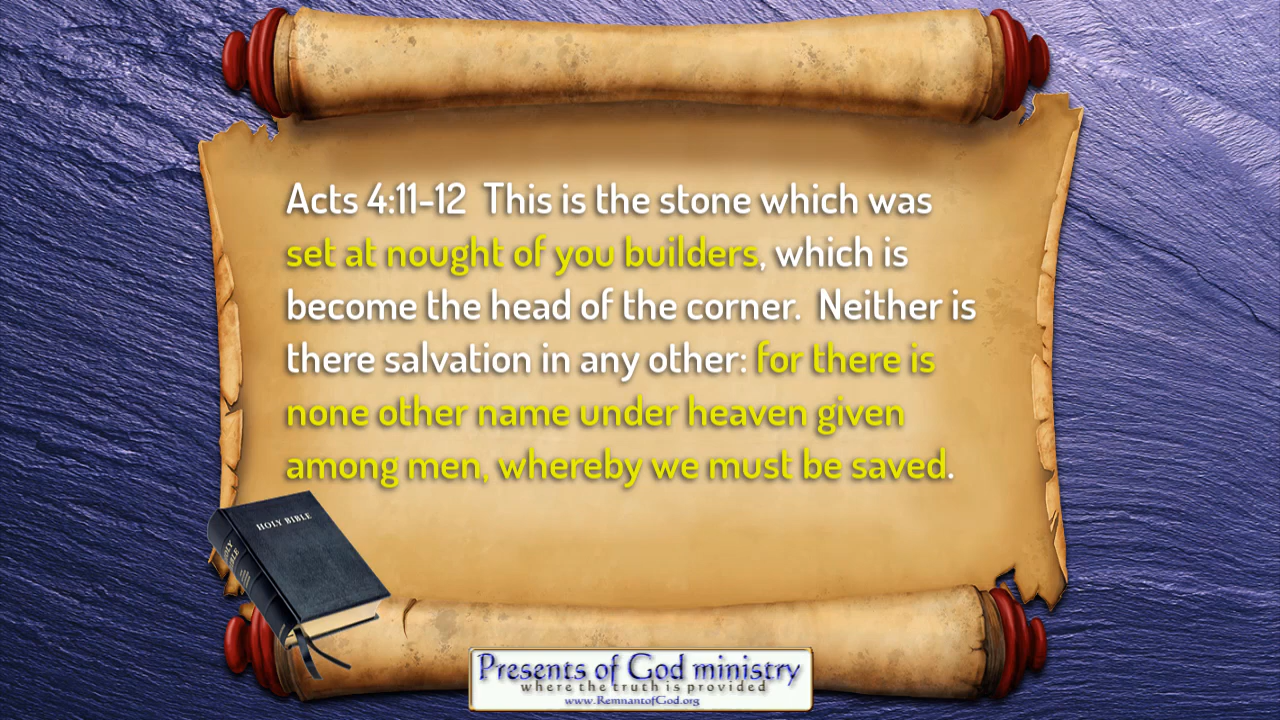 Acts 4:11-12  This is the stone which was
set at nought of you builders, which is
become the head of the corner.  Neither is
there salvation in any other: for there is
none other name under heaven given
among men, whereby we must be saved.
HOLY BIBLE
Presents of God ministry
where the truth is provided
www.RemnantofGod.org